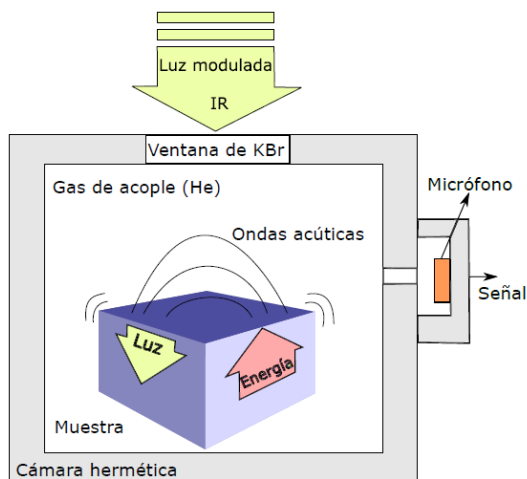 Luz modulada
IR
Ventana de KBr
Gas de acople (He)
Micrófono
Ondas acúticas
Señal
Luz
Energía
Muestra
Cámara hermética